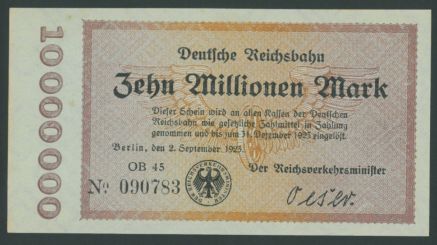 10000000
Deutsche Reichsbahn
Zehn Millionen Mark
Dieser Schein wird an allen Kassen der Deutschen
Reichsbahn wie gesetzliche Zahlmittel in Zahlung
genommen und bis zum 31. Dezember 1923 eingelöst.
Berlin, den 2. September 1923.
OB 45
Der Reichsverkehrsminister
No 090783
Oeser